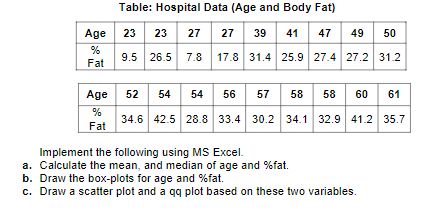 Table: Hospital Data (Age and Body Fat)
Age 23 23 27 27 39 41 47 49 50
% Fat 9.5 26.5 7.8 17.8 31.4 25.9 27.4 27.2 31.2
Age 52 54 54 56 57 58 58 60 61
% Fat 34.6 42.5 28.8 33.4 30.2 34.1 32.9 41.2 35.7
Implement the following using MS Excel.
a. Calculate the mean, and median of age and %fat.
b. Draw the box-plots for age and %fat.
c. Draw a scatter plot and a qq plot based on these two variables.